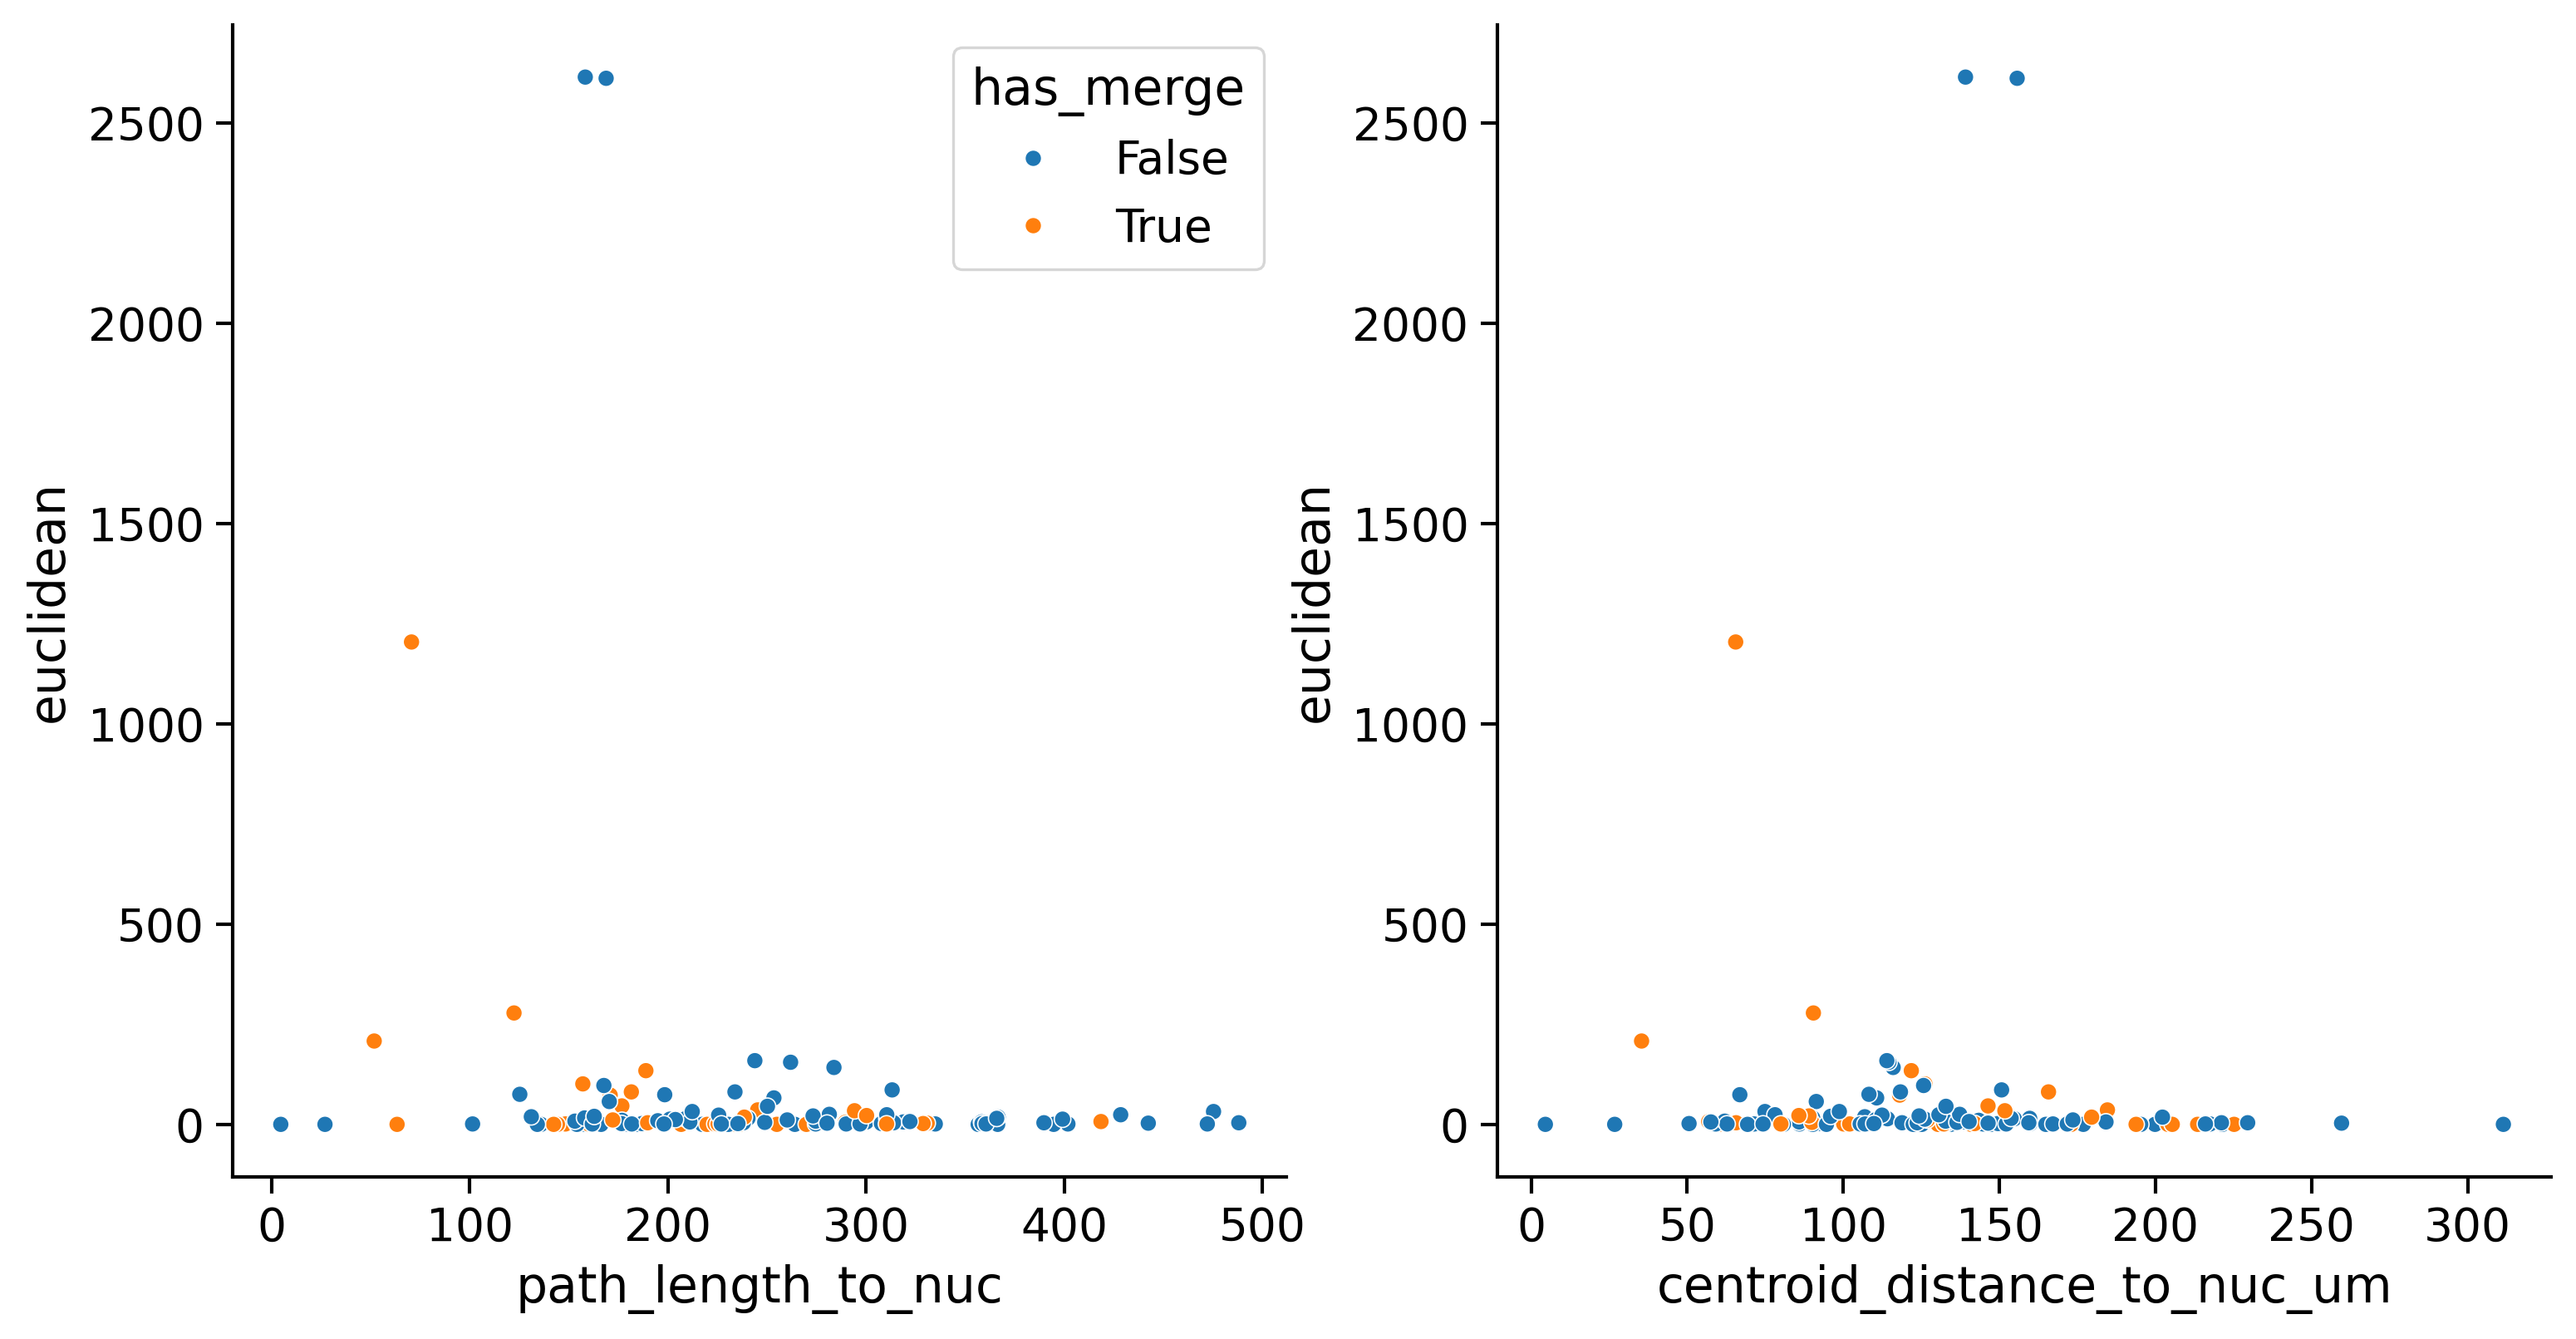 has_merge
False
True
euclidean
2500
2000
1500
1000
500
0
0 100 200 300 400 500
path_length_to_nuc
euclidean
2500
2000
1500
1000
500
0
0 50 100 150 200 250 300
centroid_distance_to_nuc_um